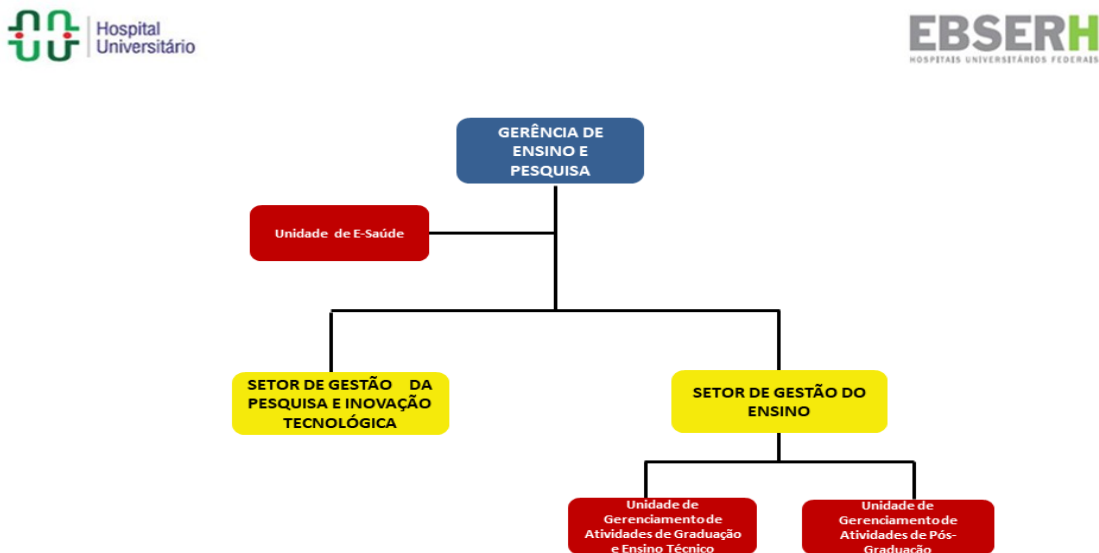 Hospital
Universitário
EBSERH
HOSPITAIS UNIVERSITÁRIOS FEDERAIS
GERÊNCIA DE
ENSINO E
PESQUISA
Unidade de E-Saúde
SETOR DE GESTÃO DA
PESQUISA E INOVAÇÃO
TECNOLÓGICA
SETOR DE GESTÃO DO
ENSINO
Unidade de
Gerenciamento de
Atividades de Graduação
e Ensino Técnico
Unidade de
Gerenciamento de
Atividades de Pós-
Graduação